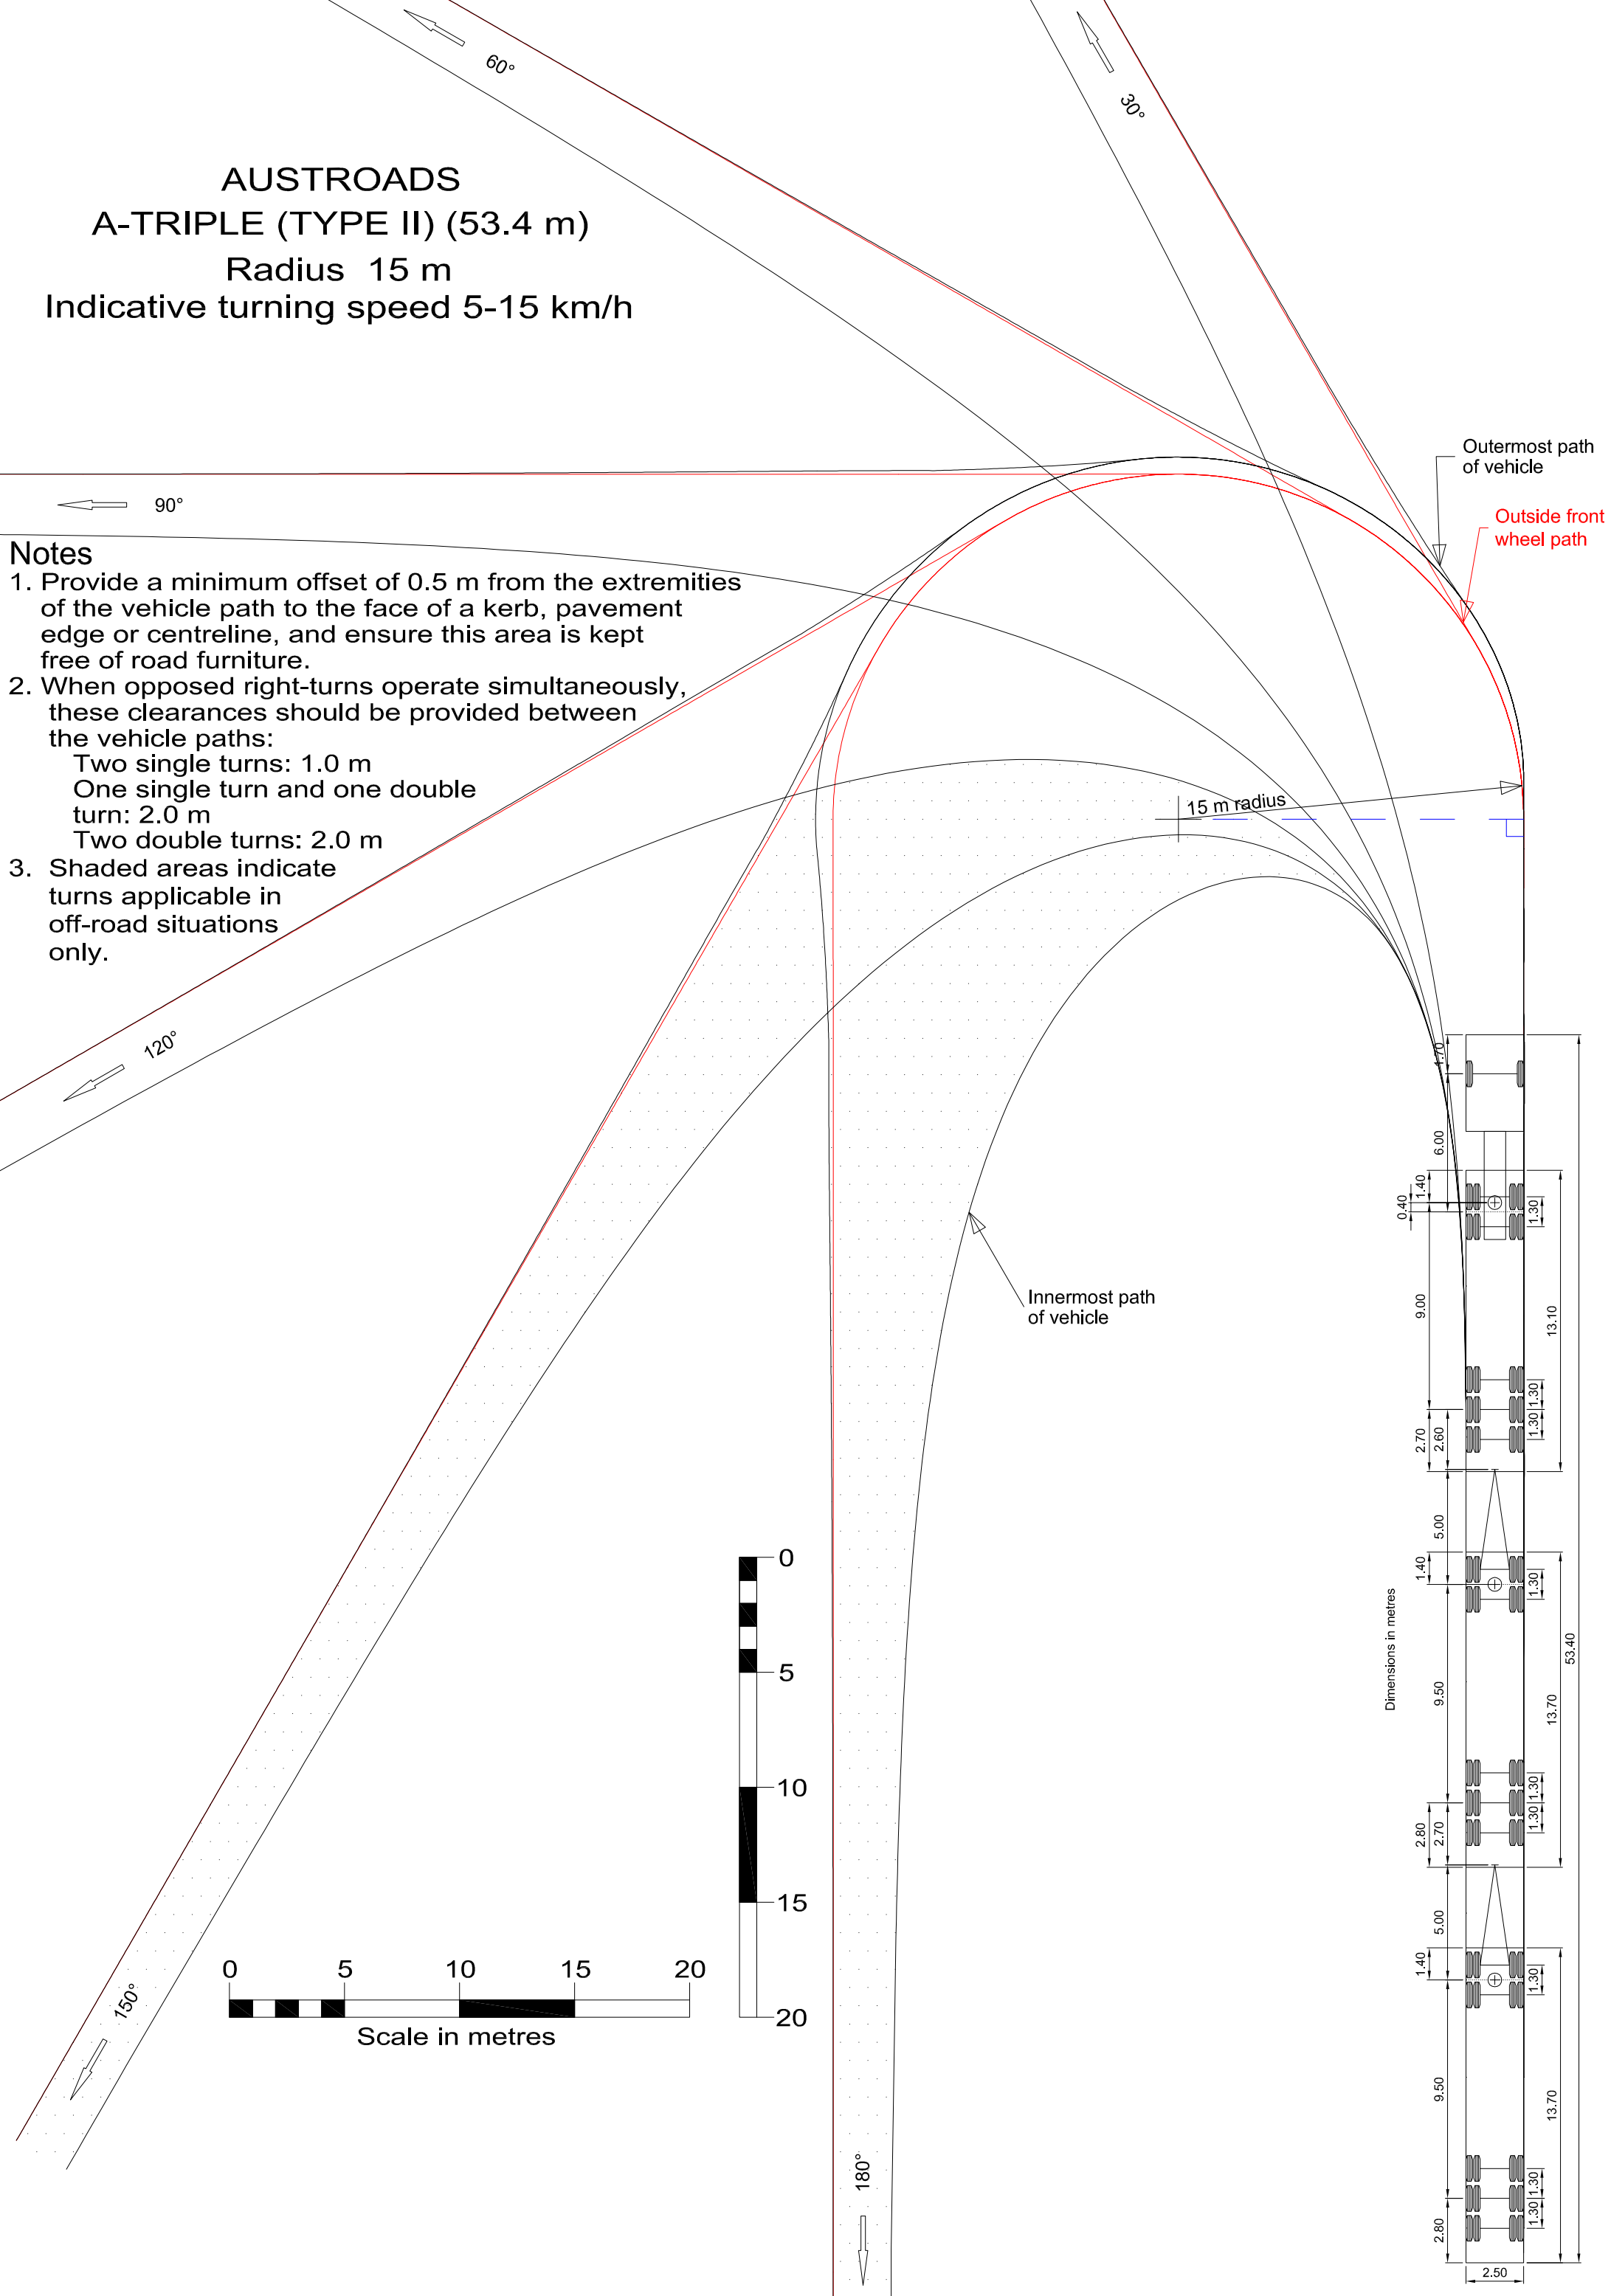 60°
30°
AUSTROADS
A-TRIPLE (TYPE II) (53.4 m)
Radius 15 m
Indicative turning speed 5-15 km/h
Outermost path
of vehicle
Outside front
wheel path
90°
Notes
1. Provide a minimum offset of 0.5 m from the extremities
of the vehicle path to the face of a kerb, pavement
edge or centreline, and ensure this area is kept
free of road furniture.
2. When opposed right-turns operate simultaneously,
these clearances should be provided between
the vehicle paths:
Two single turns: 1.0 m
One single turn and one double
turn: 2.0 m
Two double turns: 2.0 m
3. Shaded areas indicate
turns applicable in
off-road situations
only.
15 m radius
120°
Innermost path
of vehicle
150°
180°
0
5
10
15
20
0 5 10 15 20
Scale in metres
Dimensions in metres
1.70
6.00
1.40
0.40
1.30
9.00
13.10
1.30
1.30
2.70
2.60
5.00
1.40
1.30
53.40
9.50
13.70
1.30
1.30
2.80
2.70
5.00
1.40
1.30
9.50
13.70
1.30
1.30
2.80
2.50